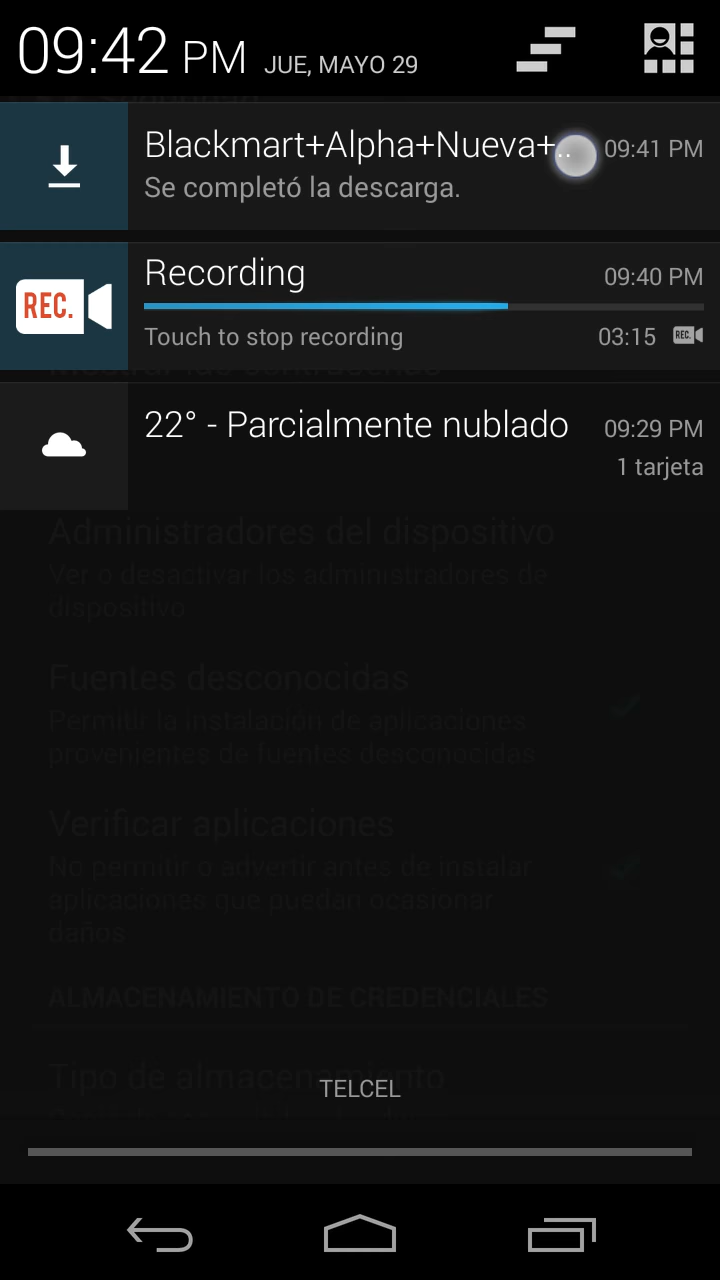 09:42 PM JUE, MAYO 29
Blackmart+Alpha+Nueva+.. 09:41 PM
Se completó la descarga.
REC.
Recording 09:40 PM
Touch to stop recording 03:15 REC.
22° - Parcialmente nublado 09:29 PM
1 tarjeta
Administradores del dispositivo
Ver o desactivar los administradores de
dispositivo
Fuentes desconocidas
Permitir la instalación de aplicaciones
provenientes de fuentes desconocidas
Verificar aplicaciones
No permitir o advertir antes de instalar
aplicaciones que puedan ocasionar
daños
ALMACENAMIENTO DE CREDENCIALES
Tipo de almacenamiento
TELCEL